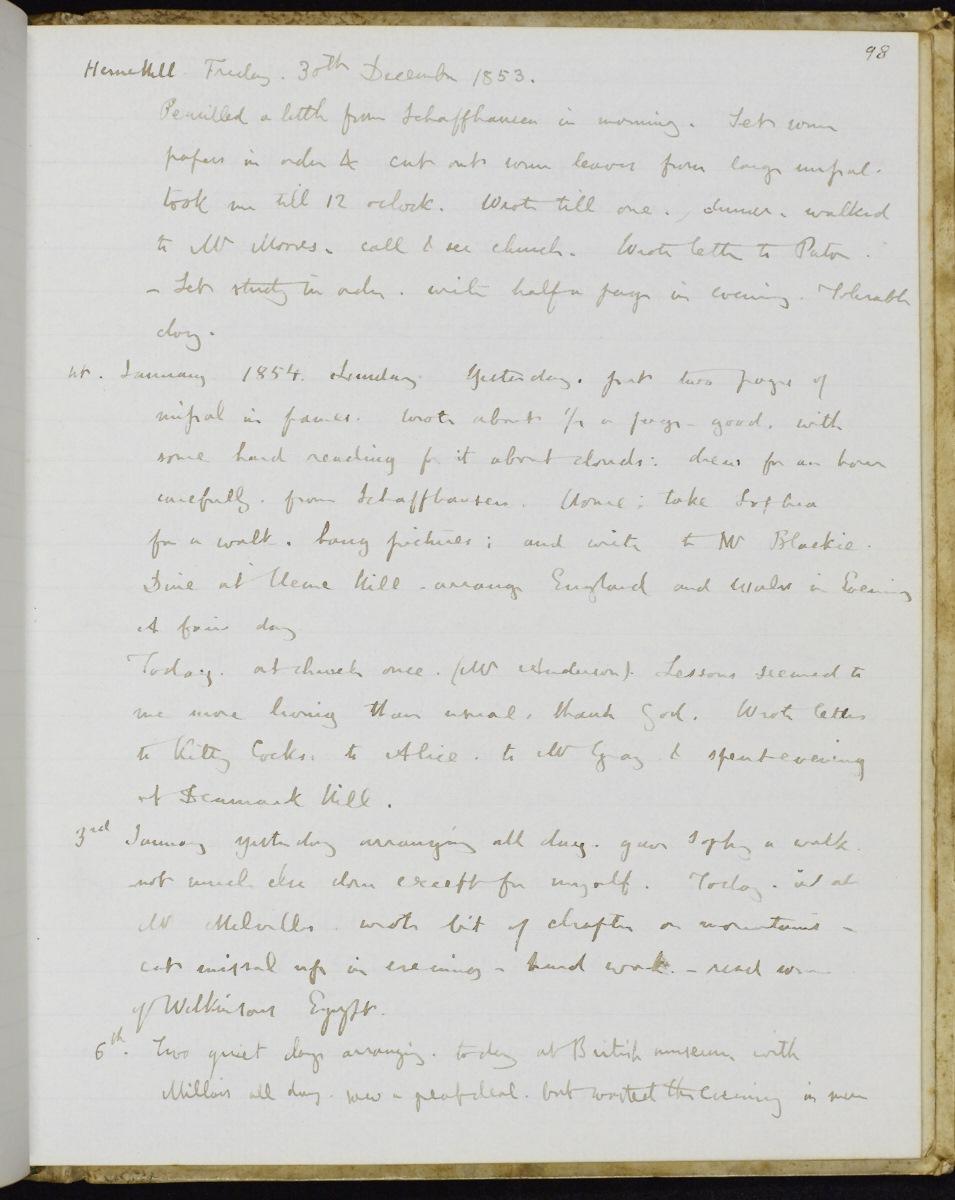 98
Herne Hill Friday. 30th December 1853.
Pencilled a little from Schaffhausen in morning. Set some
papers in order & cut out some leaves from large missal.
took me till 12 oclock. Wrote till one., dinner. walked
to Mr Moores. call & see church. Wrote letter to
- Set study in order. write half a page in evening. Tolerable
day.
1st. January 1854. Sunday. Yesterday. put two pages of
missal in frames. wrote about 1/2 a page - good. with
some hard reading for it about clouds: drew for an hour
carefully. from Schaffhausen. Home; take Sophia
for a walk. hang pictures; and write to Mr Blackie.
Dine at Herne Hill - arrange England and Wales in Evening
A fair day
Today. at church once. (Mr Anderson). Lessons seemed to
me more living than usual, thank God. Wrote letters
to Kitty Cocks. to Alice. to Mr Gray & spent evening
at Denmark Hill.
3rd January yesterday arranging all day. gave Sophy a walk.
not much else done except for myself. Today. at
Mr Melvilles. wrote bit of chapter on mountains -
cut missal up in evening - hard work. - read some
of Wilkinsons Egypt.
6th. Two quiet days arranging. today at British museum with
Millais all day. saw a great deal. but wasted the evening in